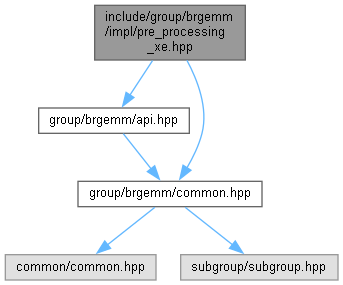 include/group/brgemm
/impl/pre_processing
_xe.hpp
group/brgemm/api.hpp
group/brgemm/common.hpp
common/common.hpp
subgroup/subgroup.hpp